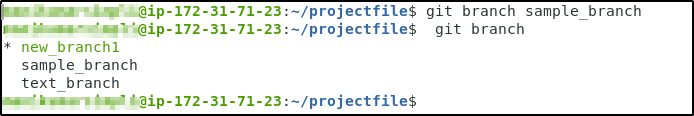 @ip-172-31-71-23:~/projectfile$ git branch sample_branch
@ip-172-31-71-23:~/projectfile$  git branch
* new_branch1
  sample_branch
  text_branch
@ip-172-31-71-23:~/projectfile$